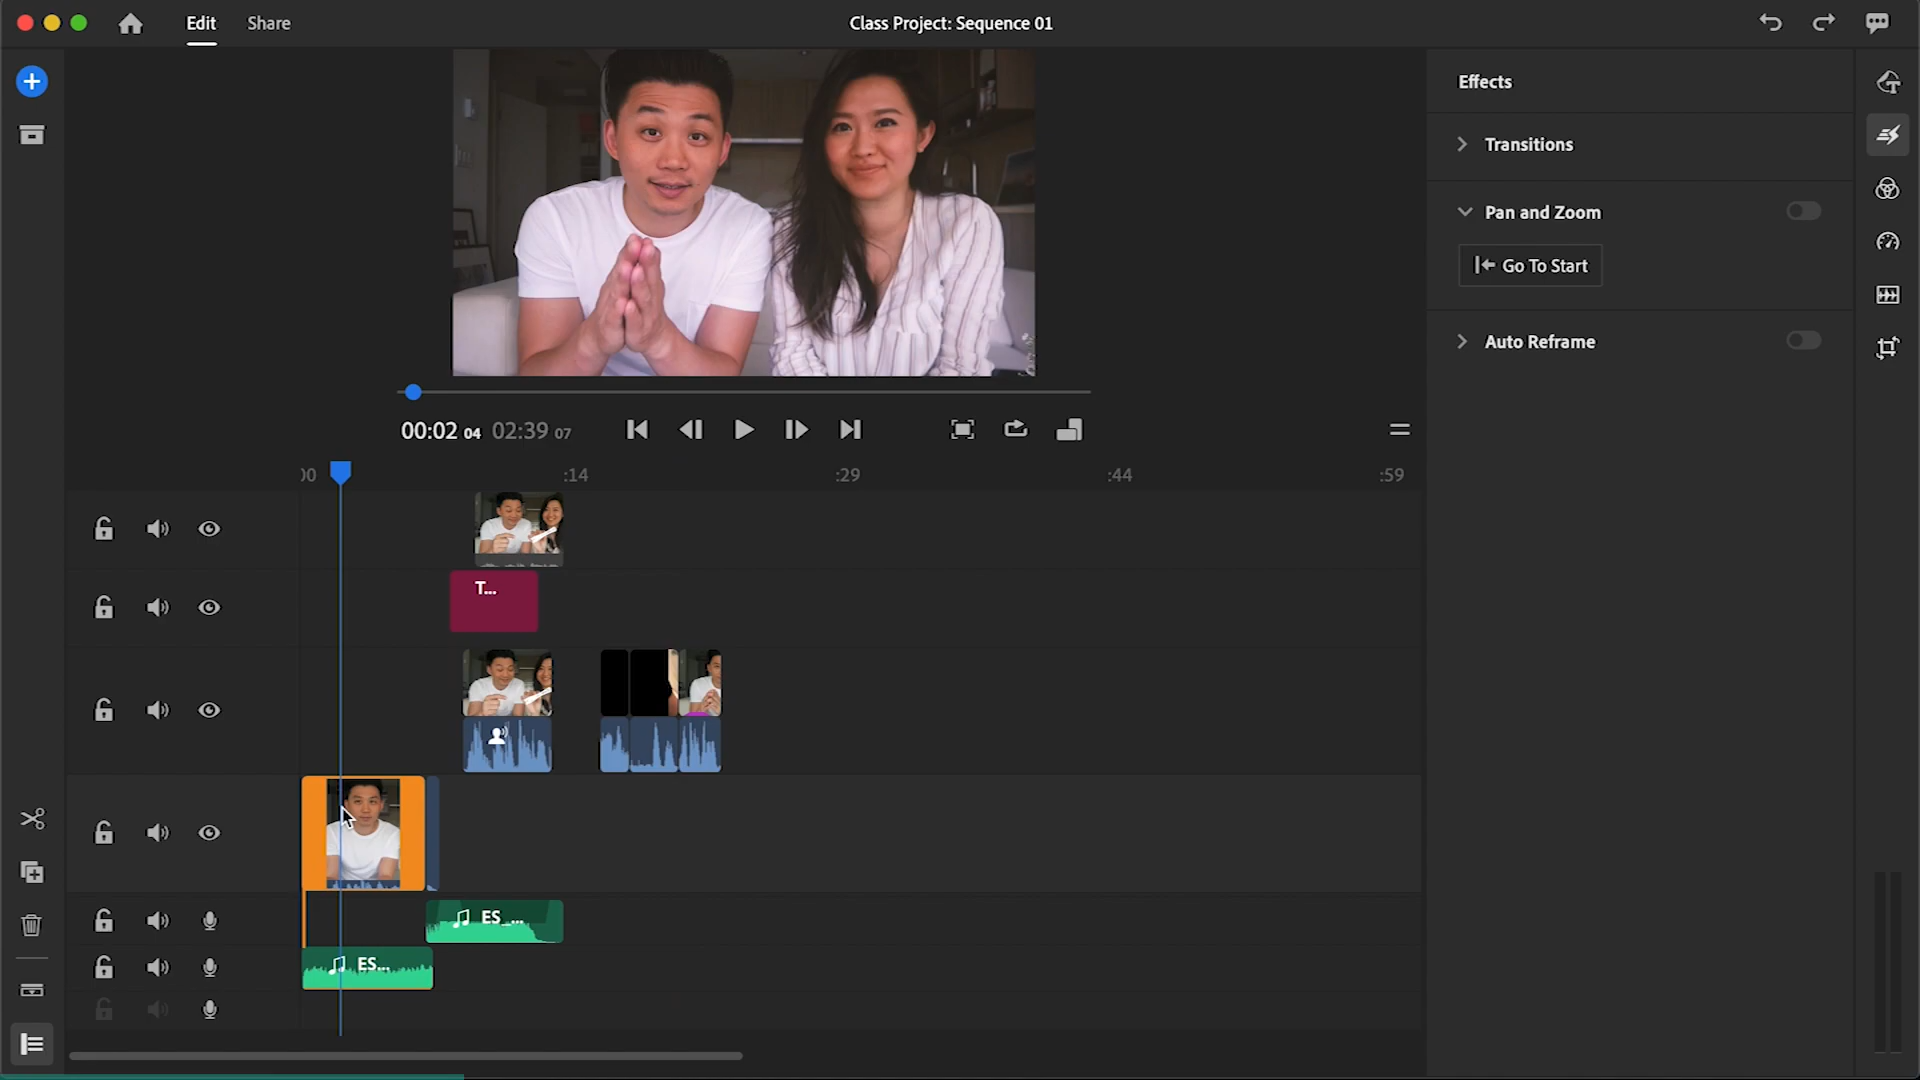 Edit Share Class Project: Sequence 01
Effects
Transitions
Pan and Zoom
Go To Start
Auto Reframe
00:02 04 02:39 07
:14 :29 :44 :59
T...
ES_...
ES...